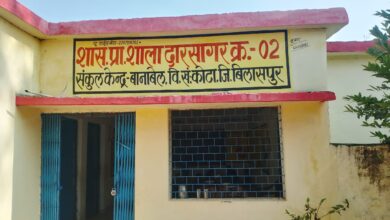 शास. प्रा. शाला दारसागर क्र.- 02
संकुल केन्द्र- बानाबेल, वि.सं. कोटा, जि. बिलासपुर